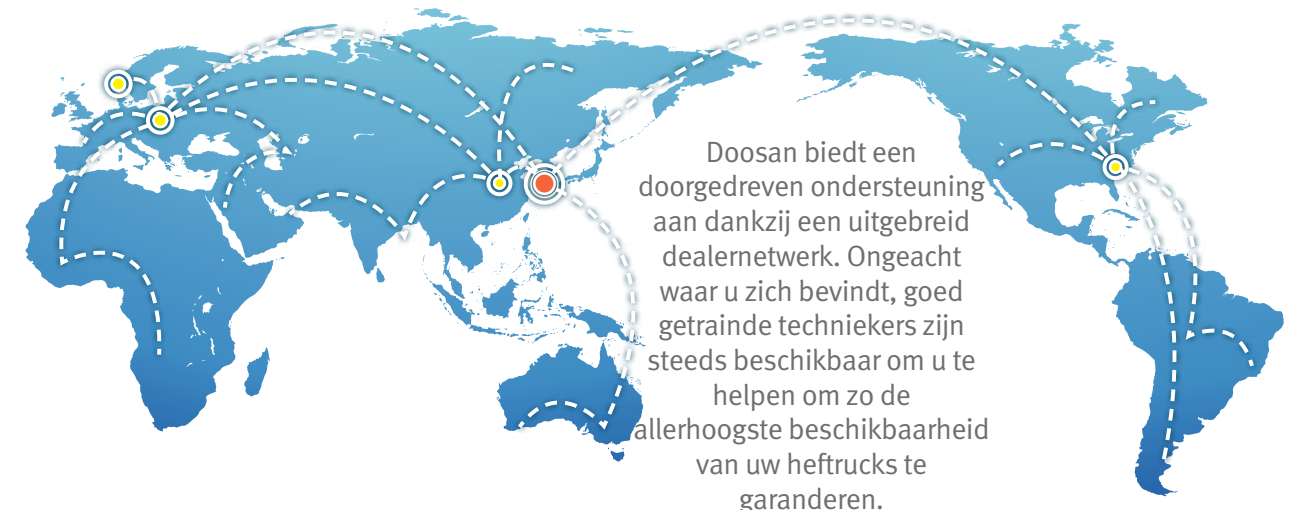 Doosan biedt een
doorgedreven ondersteuning
aan dankzij een uitgebreid
dealernetwerk. Ongeacht
waar u zich bevindt, goed
getrainde techniekers zijn
steeds beschikbaar om u te
helpen om zo de
allerhoogste beschikbaarheid
van uw heftrucks te
garanderen.